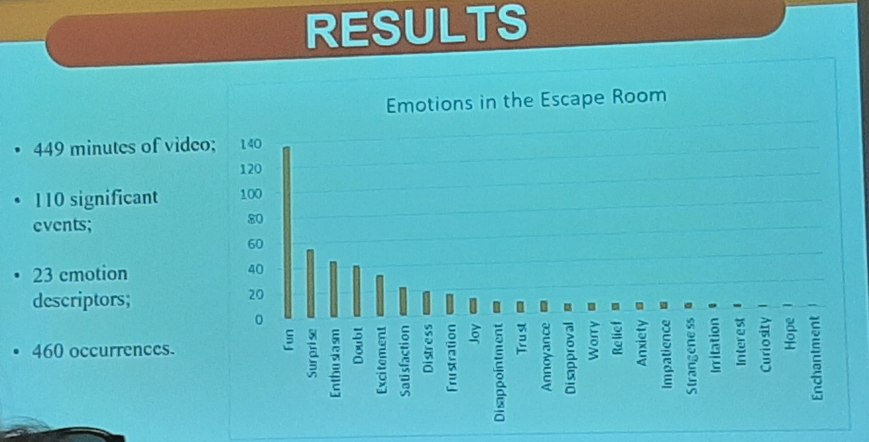 RESULTS
• 449 minutes of video;
• 110 significant
events;
• 23 emotion
descriptors;
• 460 occurrences.
Emotions in the Escape Room
140
120
100
80
60
40
20
0
Fun
Surprise
Enthusiasm
Doubt
Excitement
Satisfaction
Distress
Frustration
Joy
Disappointment
Trust
Annoyance
Disapproval
Worry
Relief
Anxiety
Impatience
Strangeness
Irritation
Interest
Curiosity
Hope
Enchantment